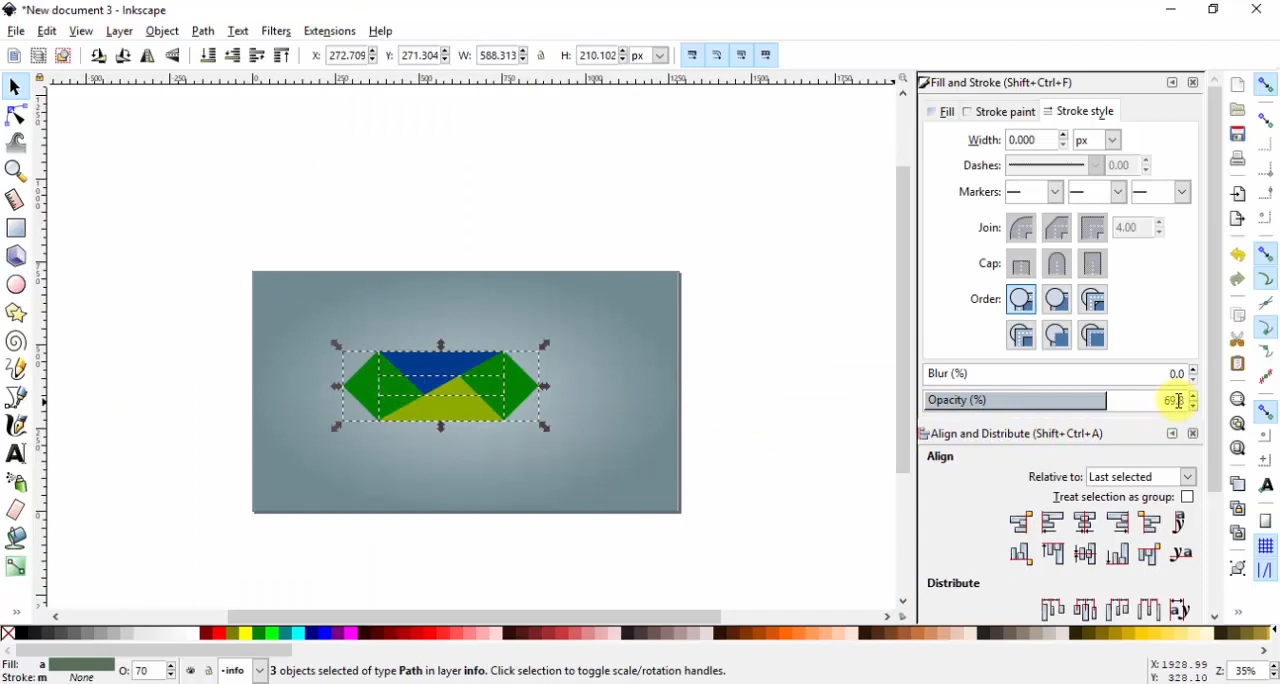 *New document 3 - Inkscape
File Edit View Layer Object Path Text Filters Extensions Help
X: 272.709 Y: 271.304 W: 588.313 H: 210.102 px
Fill and Stroke (Shift+Ctrl+F)
Fill Stroke paint Stroke style
Width: 0.000 px
Dashes: 0.00
Markers:
Join: 4.00
Cap:
Order:
Blur (%) 0.0
Opacity (%) 69.8
Align and Distribute (Shift+Ctrl+A)
Align
Relative to: Last selected
Treat selection as group:
Distribute
Fill: a
Stroke: m None
O: 70
info
3 objects selected of type Path in layer info. Click selection to toggle scale/rotation handles.
X: 1928.99
Y: 328.10
Z: 35%